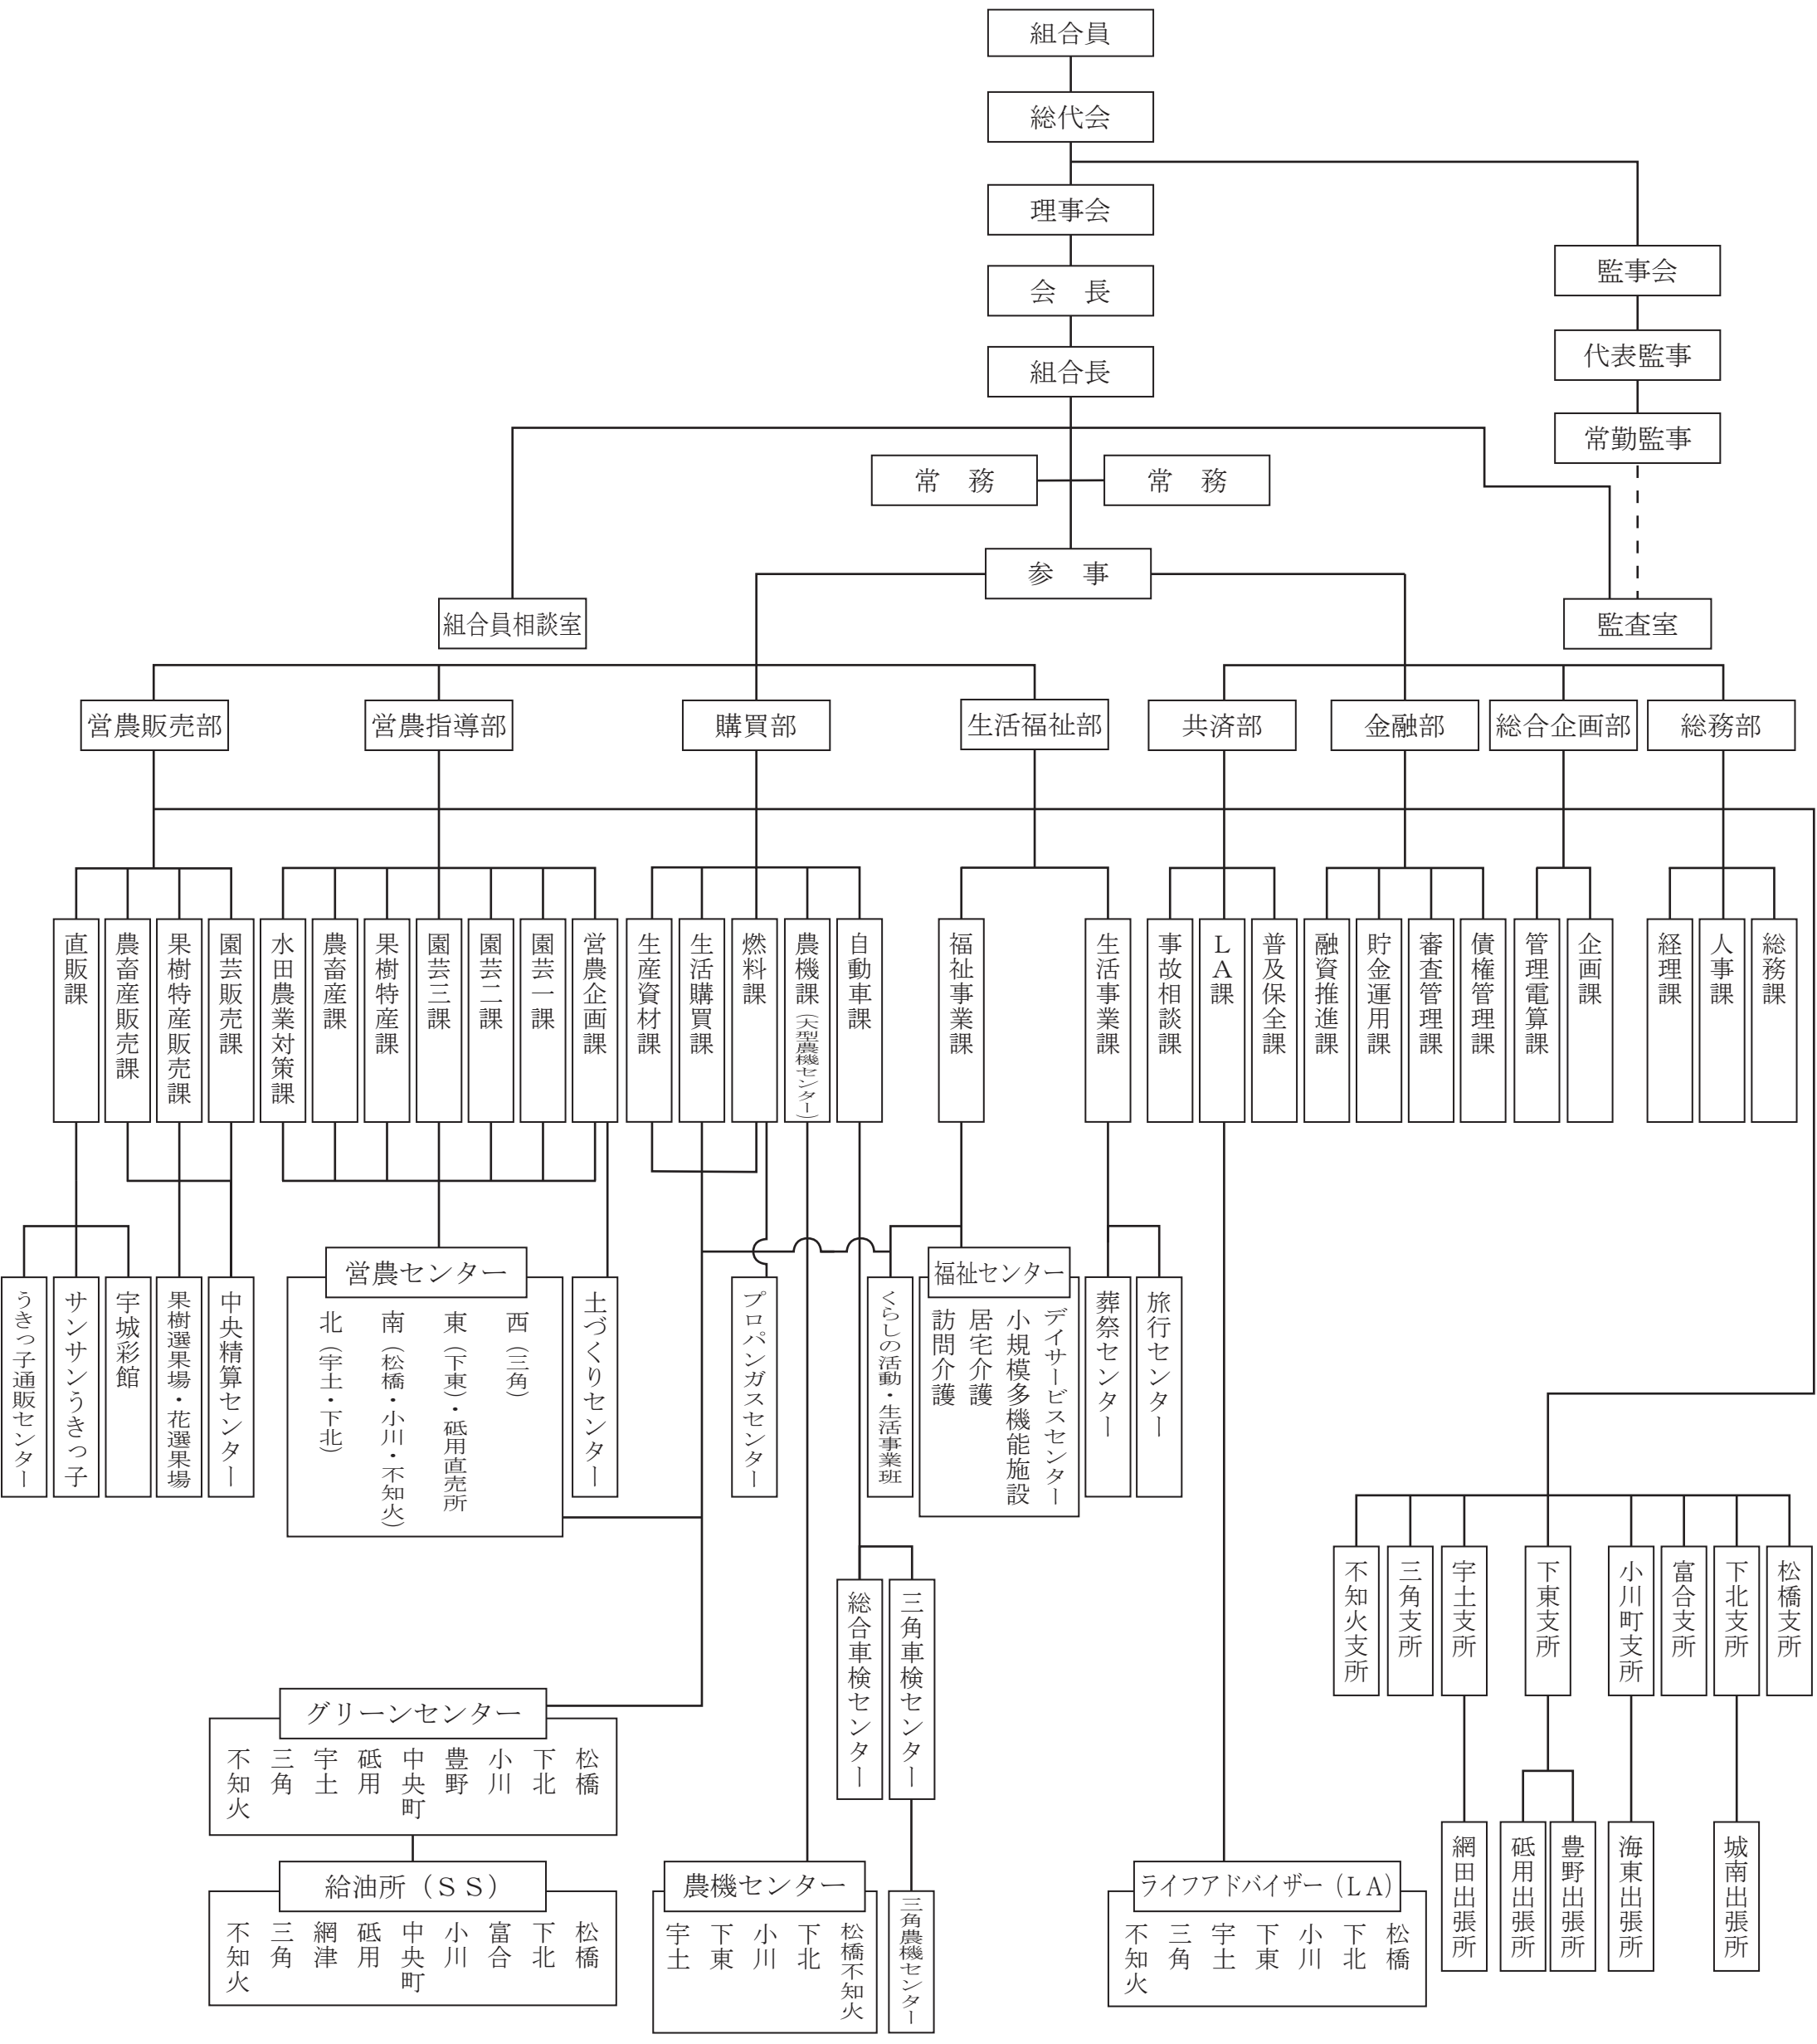 組合員
総代会
理事会
会　長
組合長
監事会
代表監事
常勤監事
常　務
常　務
参　事
組合員相談室
監査室
営農販売部
営農指導部
購買部
生活福祉部
共済部
金融部
総合企画部
総務部
直販課
農畜産販売課
果樹特産販売課
園芸販売課
水田農業対策課
農畜産課
果樹特産課
園芸三課
園芸二課
園芸一課
営農企画課
生産資材課
生活購買課
燃料課
農機課（大型農機センター）
自動車課
福祉事業課
生活事業課
事故相談課
ＬＡ課
普及保全課
融資推進課
貯金運用課
審査管理課
債権管理課
管理電算課
企画課
経理課
人事課
総務課
うきっ子通販センター
サンサンうきっ子
宇城彩館
果樹選果場・花選果場
中央精算センター
営農センター
北（宇土・下北）
南（松橋・小川・不知火）
東（下東）・砥用直売所
西（三角）
土づくりセンター
プロパンガスセンター
くらしの活動・生活事業班
福祉センター
訪問介護
居宅介護
小規模多機能施設
デイサービスセンター
葬祭センター
旅行センター
不知火支所
三角支所
宇土支所
下東支所
小川町支所
富合支所
下北支所
松橋支所
総合車検センター
三角車検センター
グリーンセンター
不知火
三角
宇土
砥用
中央町
豊野
小川
下北
松橋
給油所（ＳＳ）
不知火
三角
網津
砥用
中央町
小川
富合
下北
松橋
農機センター
宇土
下東
小川
下北
松橋不知火
三角農機センター
ライフアドバイザー（ＬＡ）
不知火
三角
宇土
下東
小川
下北
松橋
網田出張所
砥用出張所
豊野出張所
海東出張所
城南出張所